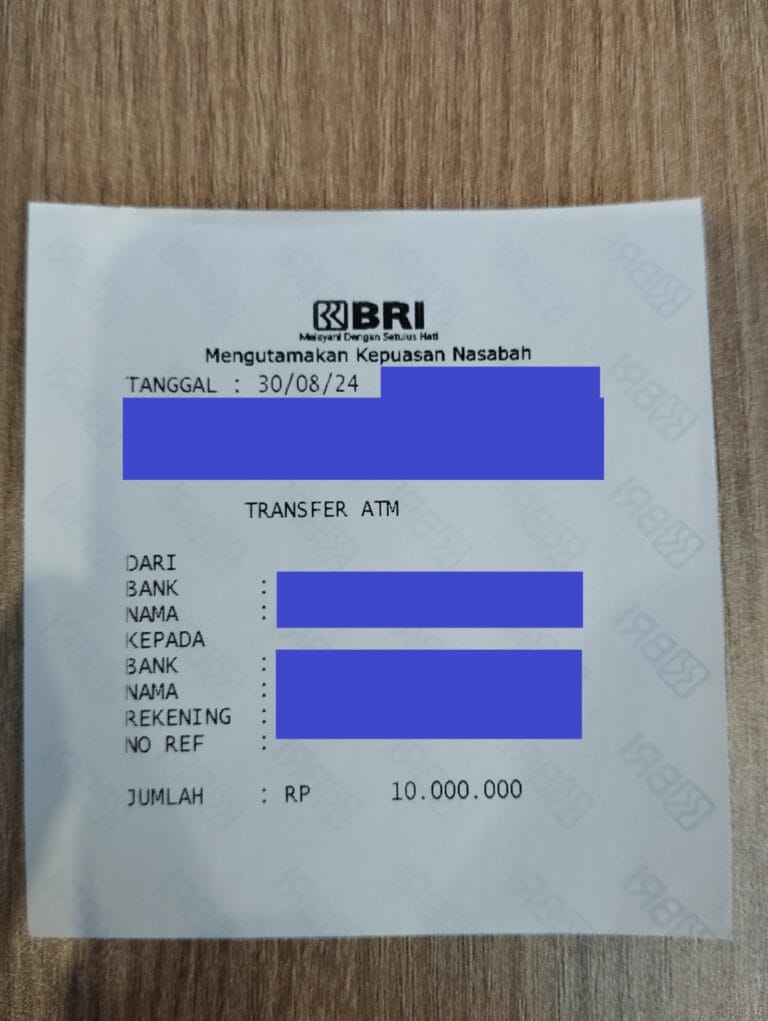 BRI
Melayani Dengan Setulus Hati
Mengutamakan Kepuasan Nasabah
TANGGAL : 30/08/24
TRANSFER ATM
DARI
BANK :
NAMA :
KEPADA
BANK :
NAMA :
REKENING :
NO REF :
JUMLAH : RP 10.000.000